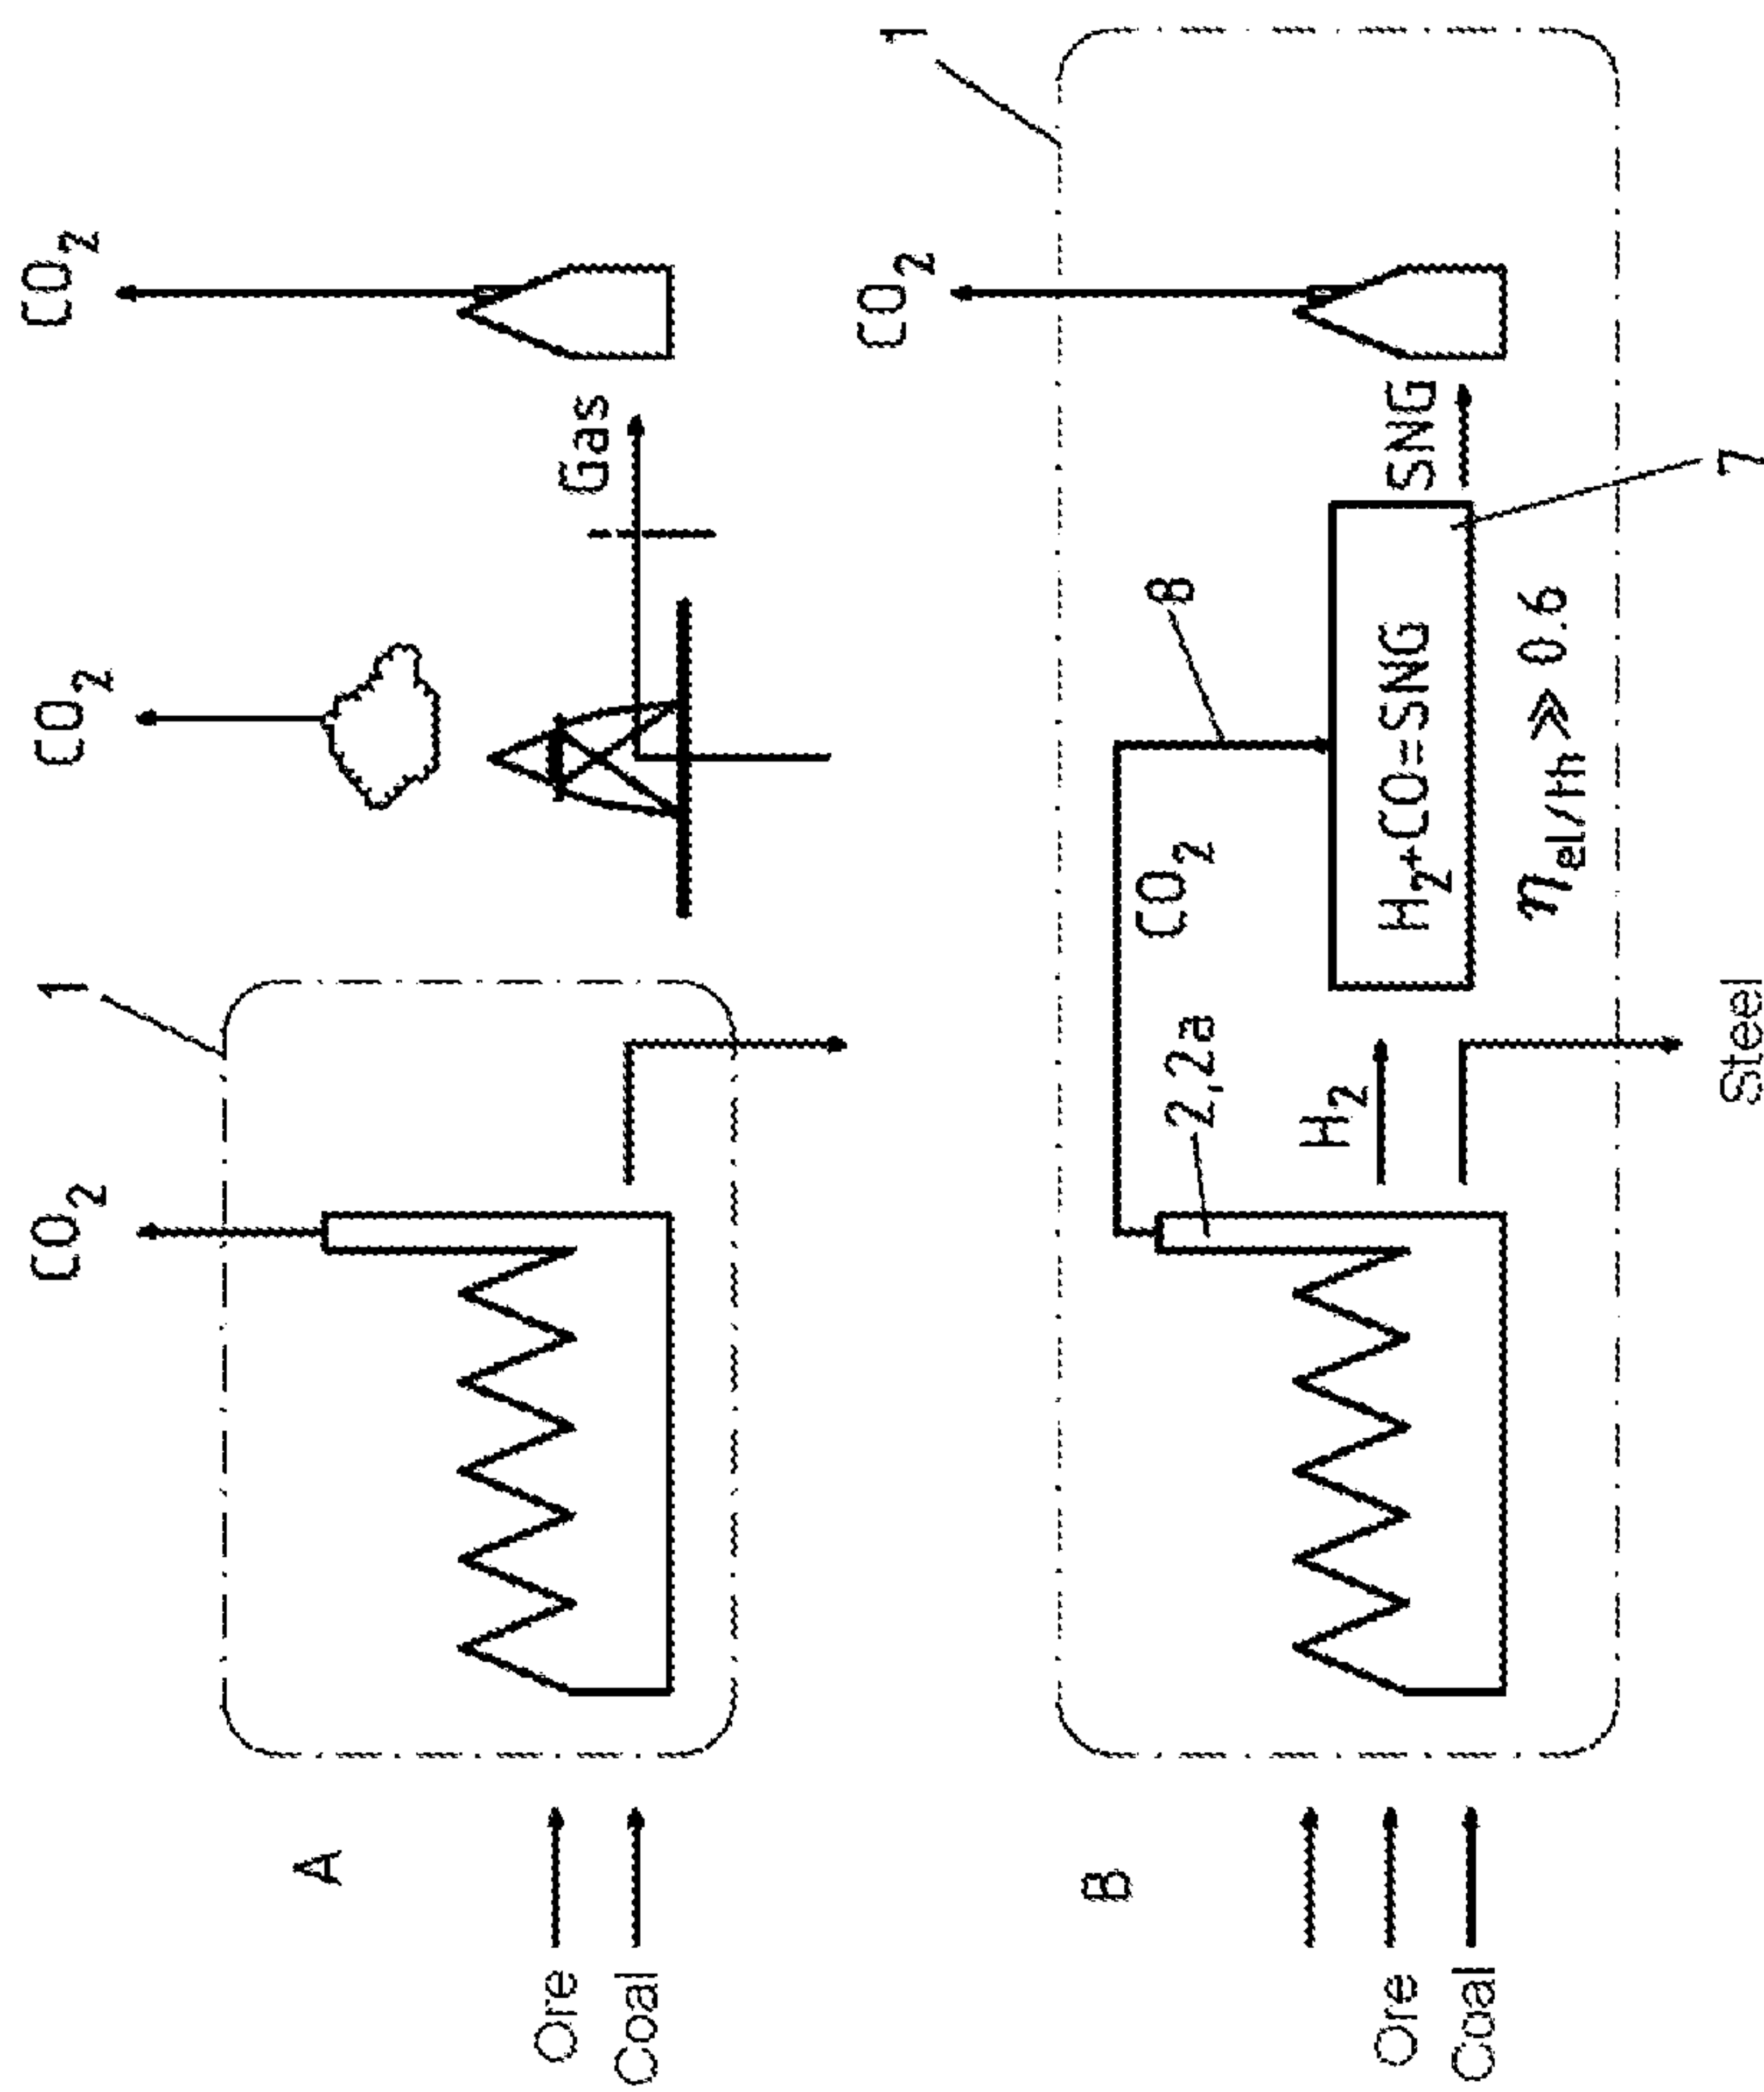 A
1
CO₂
CO₂
CO₂
Gas
Ore
Coal
B
1
CO₂
8
CO₂
2,2a
H₂
SNG
H₂+CO=SNG
ηel/th ≫ 0.6
7
Ore
Coal
Steel